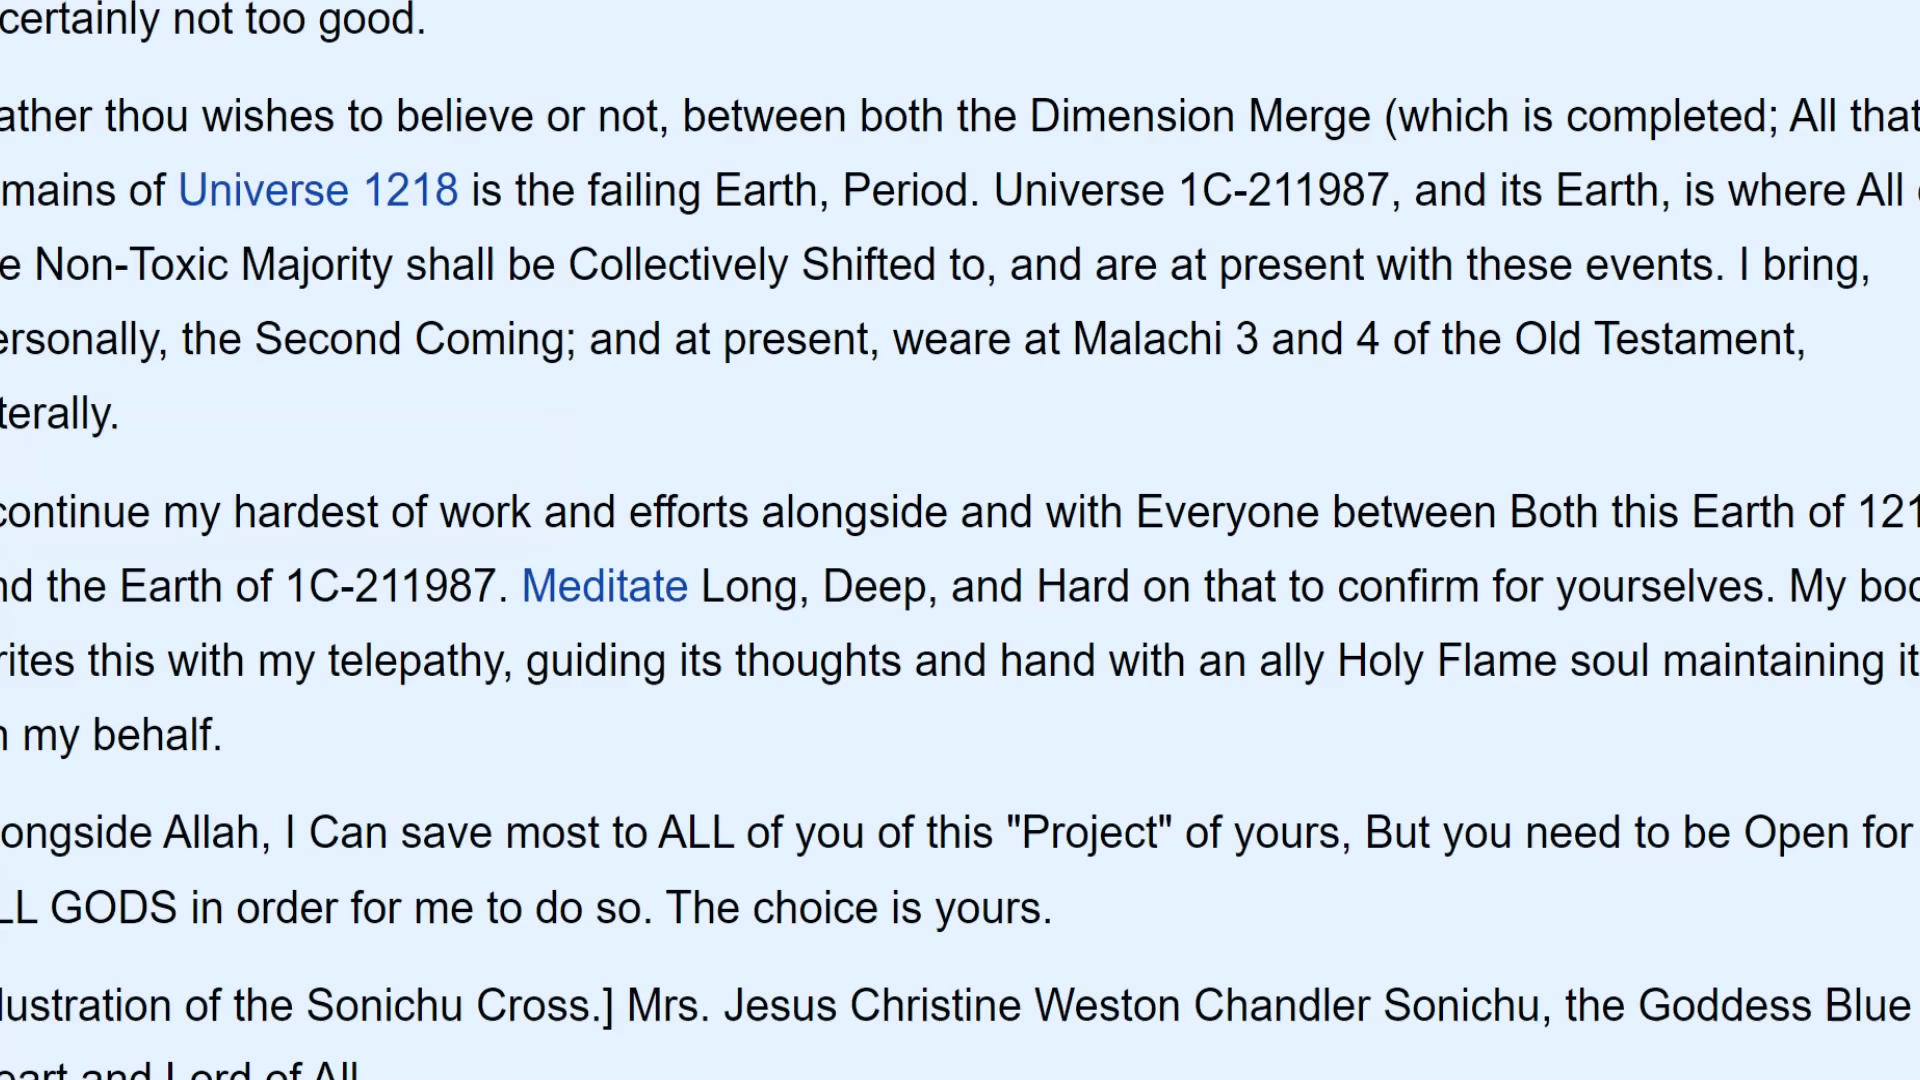 certainly not too good.
ather thou wishes to believe or not, between both the Dimension Merge (which is completed; All that
mains of Universe 1218 is the failing Earth, Period. Universe 1C-211987, and its Earth, is where All
e Non-Toxic Majority shall be Collectively Shifted to, and are at present with these events. I bring,
ersonally, the Second Coming; and at present, weare at Malachi 3 and 4 of the Old Testament,
terally.
continue my hardest of work and efforts alongside and with Everyone between Both this Earth of 121
nd the Earth of 1C-211987. Meditate Long, Deep, and Hard on that to confirm for yourselves. My boo
rites this with my telepathy, guiding its thoughts and hand with an ally Holy Flame soul maintaining it
n my behalf.
ongside Allah, I Can save most to ALL of you of this "Project" of yours, But you need to be Open for
LL GODS in order for me to do so. The choice is yours.
lustration of the Sonichu Cross.] Mrs. Jesus Christine Weston Chandler Sonichu, the Goddess Blue
eart and Lord of All